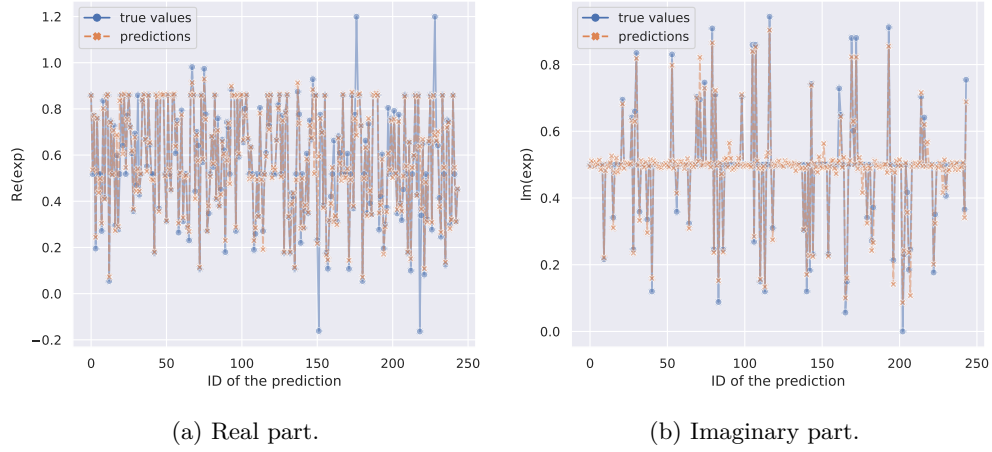 true values
predictions
1.2
1.0
0.8
0.6
0.4
0.2
0.0
−0.2
Re(exp)
0 50 100 150 200 250
ID of the prediction
(a) Real part.
true values
predictions
0.8
0.6
0.4
0.2
0.0
Im(exp)
0 50 100 150 200 250
ID of the prediction
(b) Imaginary part.